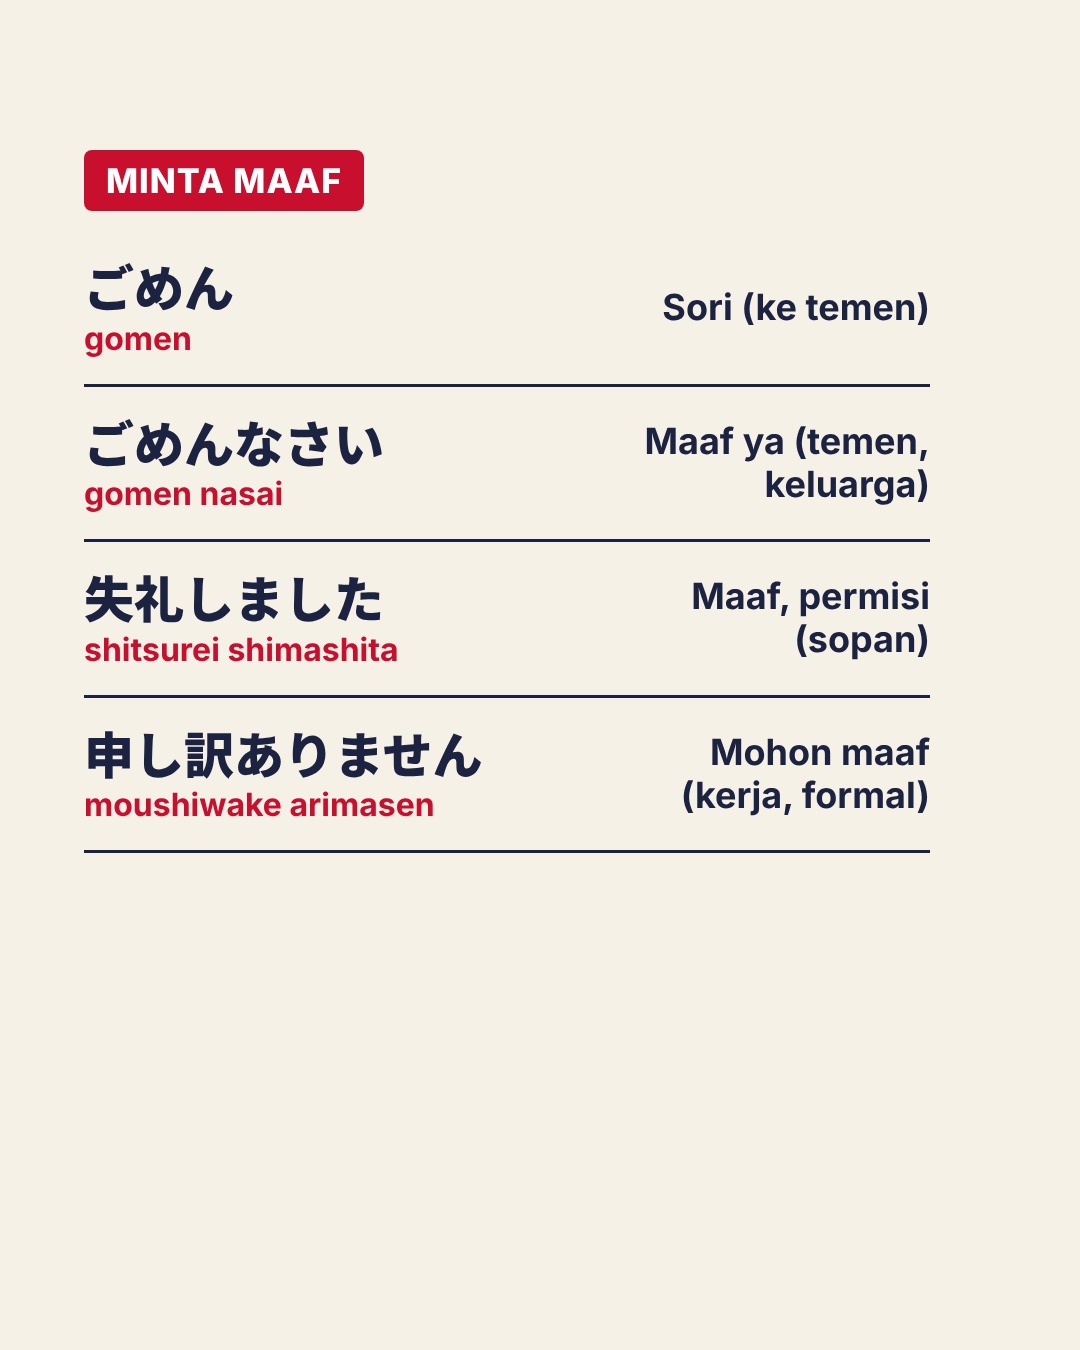 MINTA MAAF
ごめん
gomen
Sori (ke temen)
ごめんなさい
gomen nasai
Maaf ya (temen,
keluarga)
失礼しました
shitsurei shimashita
Maaf, permisi
(sopan)
申し訳ありません
moushiwake arimasen
Mohon maaf
(kerja, formal)